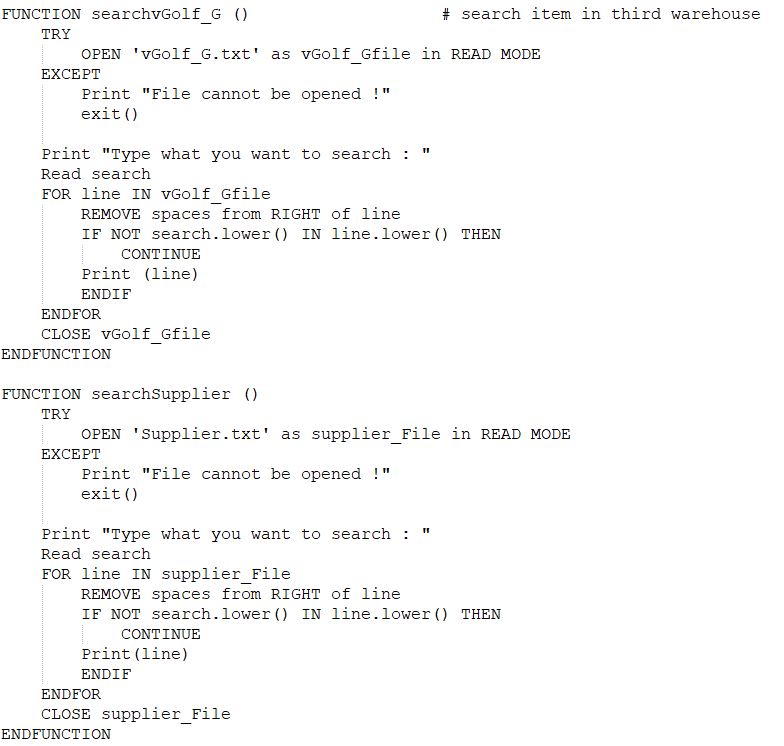 FUNCTION searchvGolf_G ()                    # search item in third warehouse
    TRY
        OPEN 'vGolf_G.txt' as vGolf_Gfile in READ MODE
    EXCEPT
        Print "File cannot be opened !"
        exit()

    Print "Type what you want to search : "
    Read search
    FOR line IN vGolf_Gfile
        REMOVE spaces from RIGHT of line
        IF NOT search.lower() IN line.lower() THEN
            CONTINUE
        Print (line)
        ENDIF
    ENDFOR
    CLOSE vGolf_Gfile
ENDFUNCTION

FUNCTION searchSupplier ()
    TRY
        OPEN 'Supplier.txt' as supplier_File in READ MODE
    EXCEPT
        Print "File cannot be opened !"
        exit()

    Print "Type what you want to search : "
    Read search
    FOR line IN supplier_File
        REMOVE spaces from RIGHT of line
        IF NOT search.lower() IN line.lower() THEN
            CONTINUE
        Print(line)
        ENDIF
    ENDFOR
    CLOSE supplier_File
ENDFUNCTION